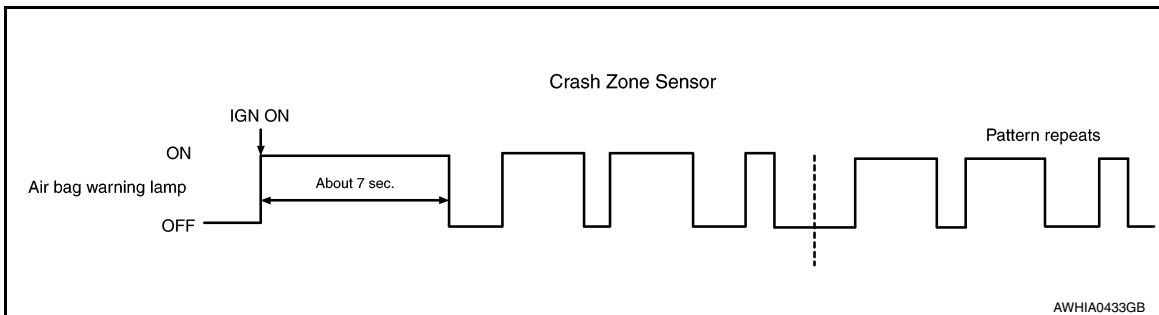 Crash Zone Sensor
IGN ON
ON
Pattern repeats
About 7 sec.
Air bag warning lamp
OFF
AWHIA0433GB